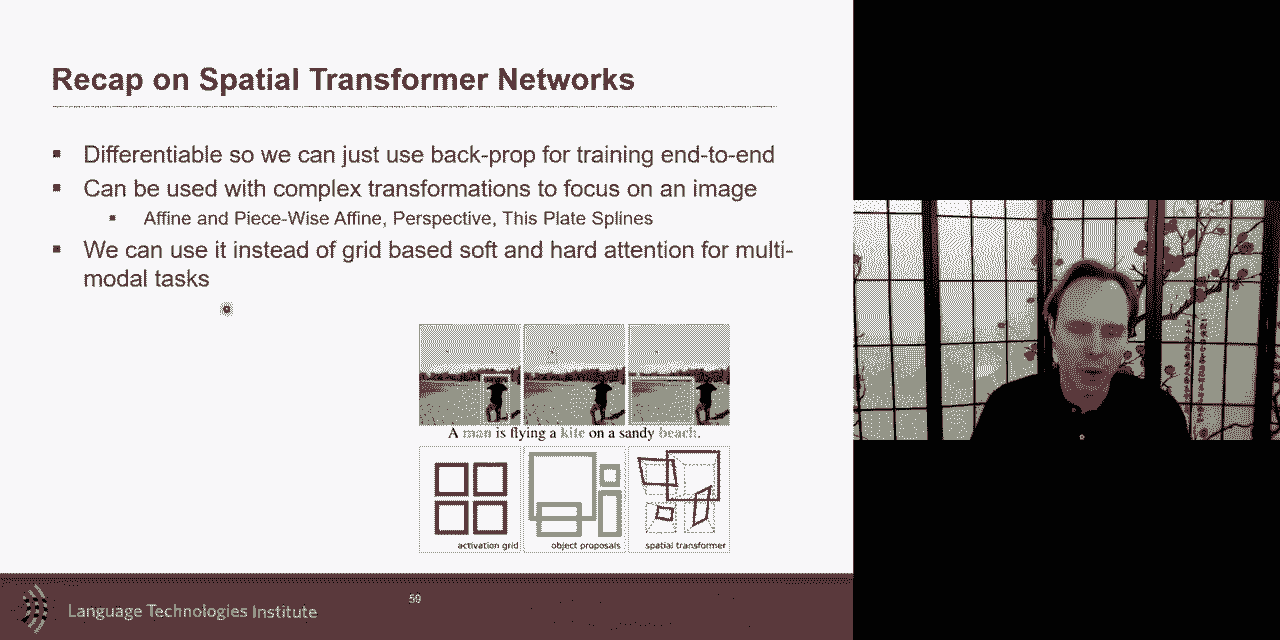 Recap on Spatial Transformer Networks
Differentiable so we can just use back-prop for training end-to-end
Can be used with complex transformations to focus on an image
Affine and Piece-Wise Affine, Perspective, This Plate Splines
We can use it instead of grid based soft and hard attention for multi-
modal tasks
A man is flying a kite on a sandy beach.
activation grid
object proposals
spatial transformer
Language Technologies Institute
59